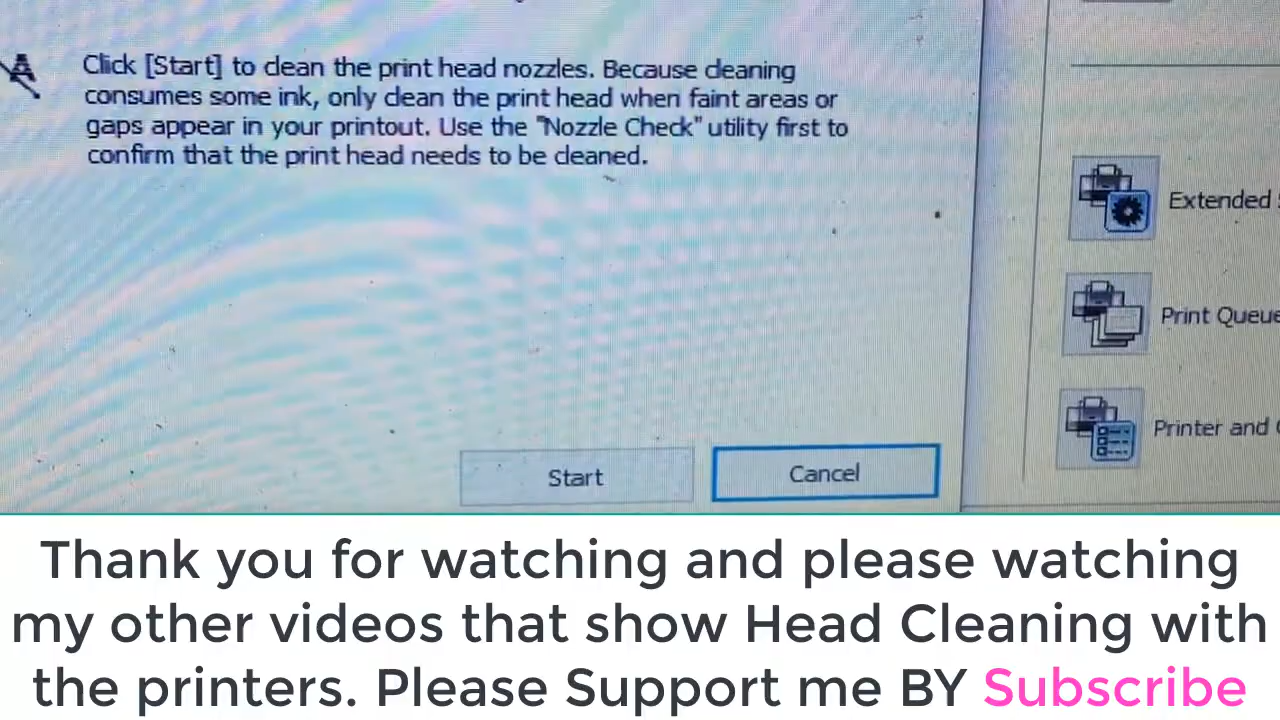 Click [Start] to clean the print head nozzles. Because cleaning
consumes some ink, only clean the print head when faint areas or
gaps appear in your printout. Use the "Nozzle Check" utility first to
confirm that the print head needs to be cleaned.
Extended
Print Queue
Printer and
Start
Cancel
Thank you for watching and please watching
my other videos that show Head Cleaning with
the printers. Please Support me BY Subscribe